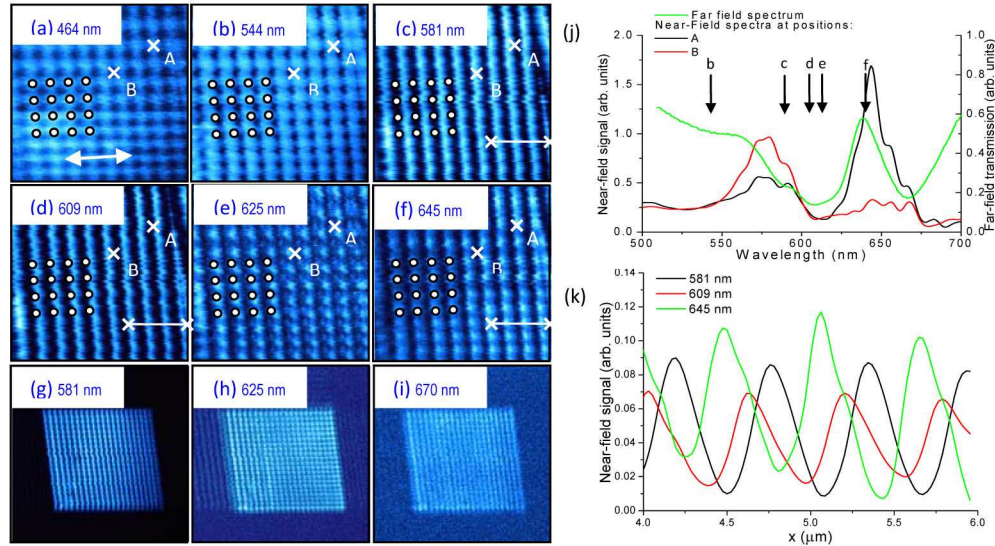 (a) 464 nm
A
B
(b) 544 nm
A
B
(c) 581 nm
A
B
(d) 609 nm
A
B
(e) 625 nm
A
B
(f) 645 nm
A
B
(g) 581 nm
(h) 625 nm
(i) 670 nm
(j)
Far field spectrum
Near-Field spectra at positions:
A
B
b c d e f
Near-field signal (arb. units)
2.0
1.5
1.0
0.5
0.0
Far-field transmission (arb. units)
1.0
0.8
0.6
0.4
0.2
0.0
500 550 600 650 700
Wavelength (nm)
(k)
581 nm
609 nm
645 nm
Near-field signal (arb. units)
0.14
0.12
0.10
0.08
0.06
0.04
0.02
0.00
4.0 4.5 5.0 5.5 6.0
x (μm)